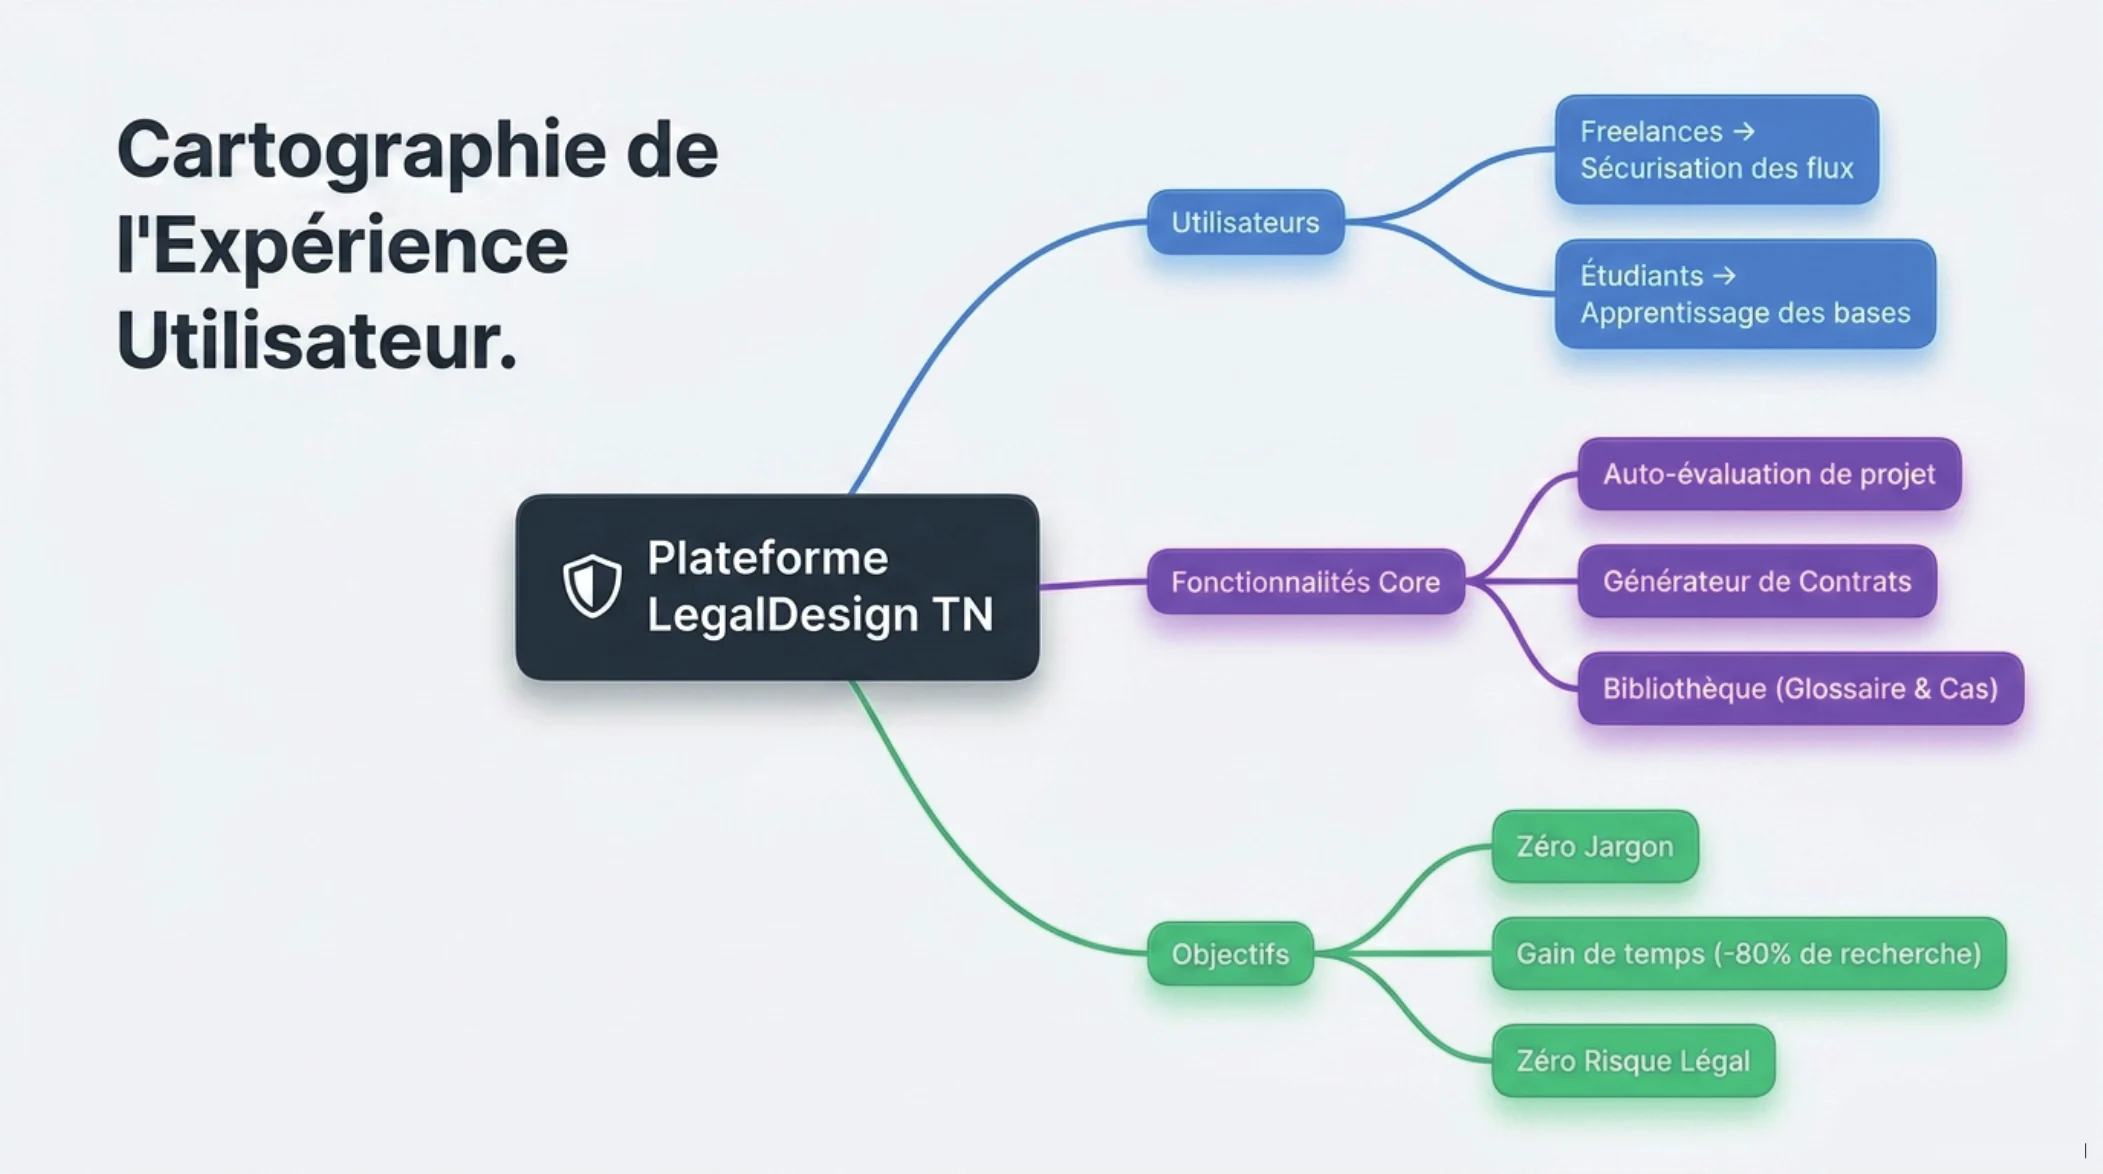 Cartographie de
l'Expérience
Utilisateur.
Plateforme
LegalDesign TN
Utilisateurs
Freelances →
Sécurisation des flux
Étudiants →
Apprentissage des bases
Fonctionnaiités Core
Auto-évaluation de projet
Générateur de Contrats
Bibliothèque (Glossaire & Cas)
Objectifs
Zéro Jargon
Gain de temps (-80% de recherche)
Zéro Risque Légal